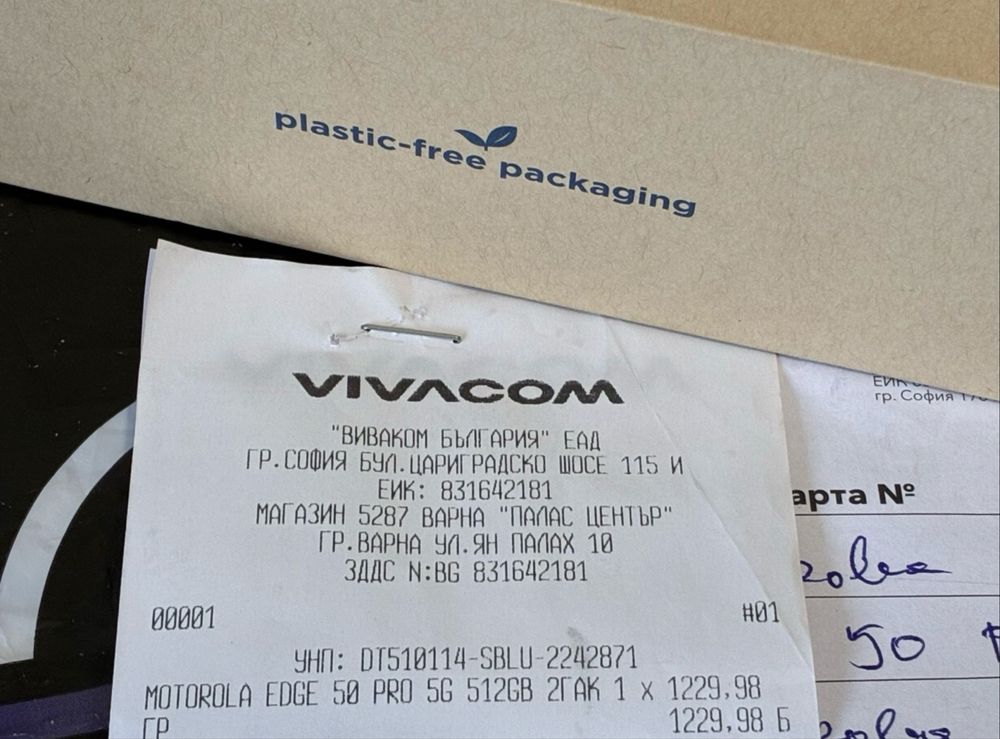 plastic-free packaging
VIVACOM
"ВИВАКОМ БЪЛГАРИЯ" ЕАД
ГР.СОФИЯ БУЛ.ЦАРИГРАДСКО ШОСЕ 115 И
ЕИК: 831642181
МАГАЗИН 5287 ВАРНА "ПАЛАС ЦЕНТЪР"
ГР.ВАРНА УЛ.ЯН ПАЛАХ 10
ЗДДС N:BG 831642181
00001 #01
УНП: DT510114-SBLU-2242871
MOTOROLA EDGE 50 PRO 5G 512GB 2ГАК 1 x 1229,98
ГР 1229,98 Б
ЕИК
гр. София
арта №
50